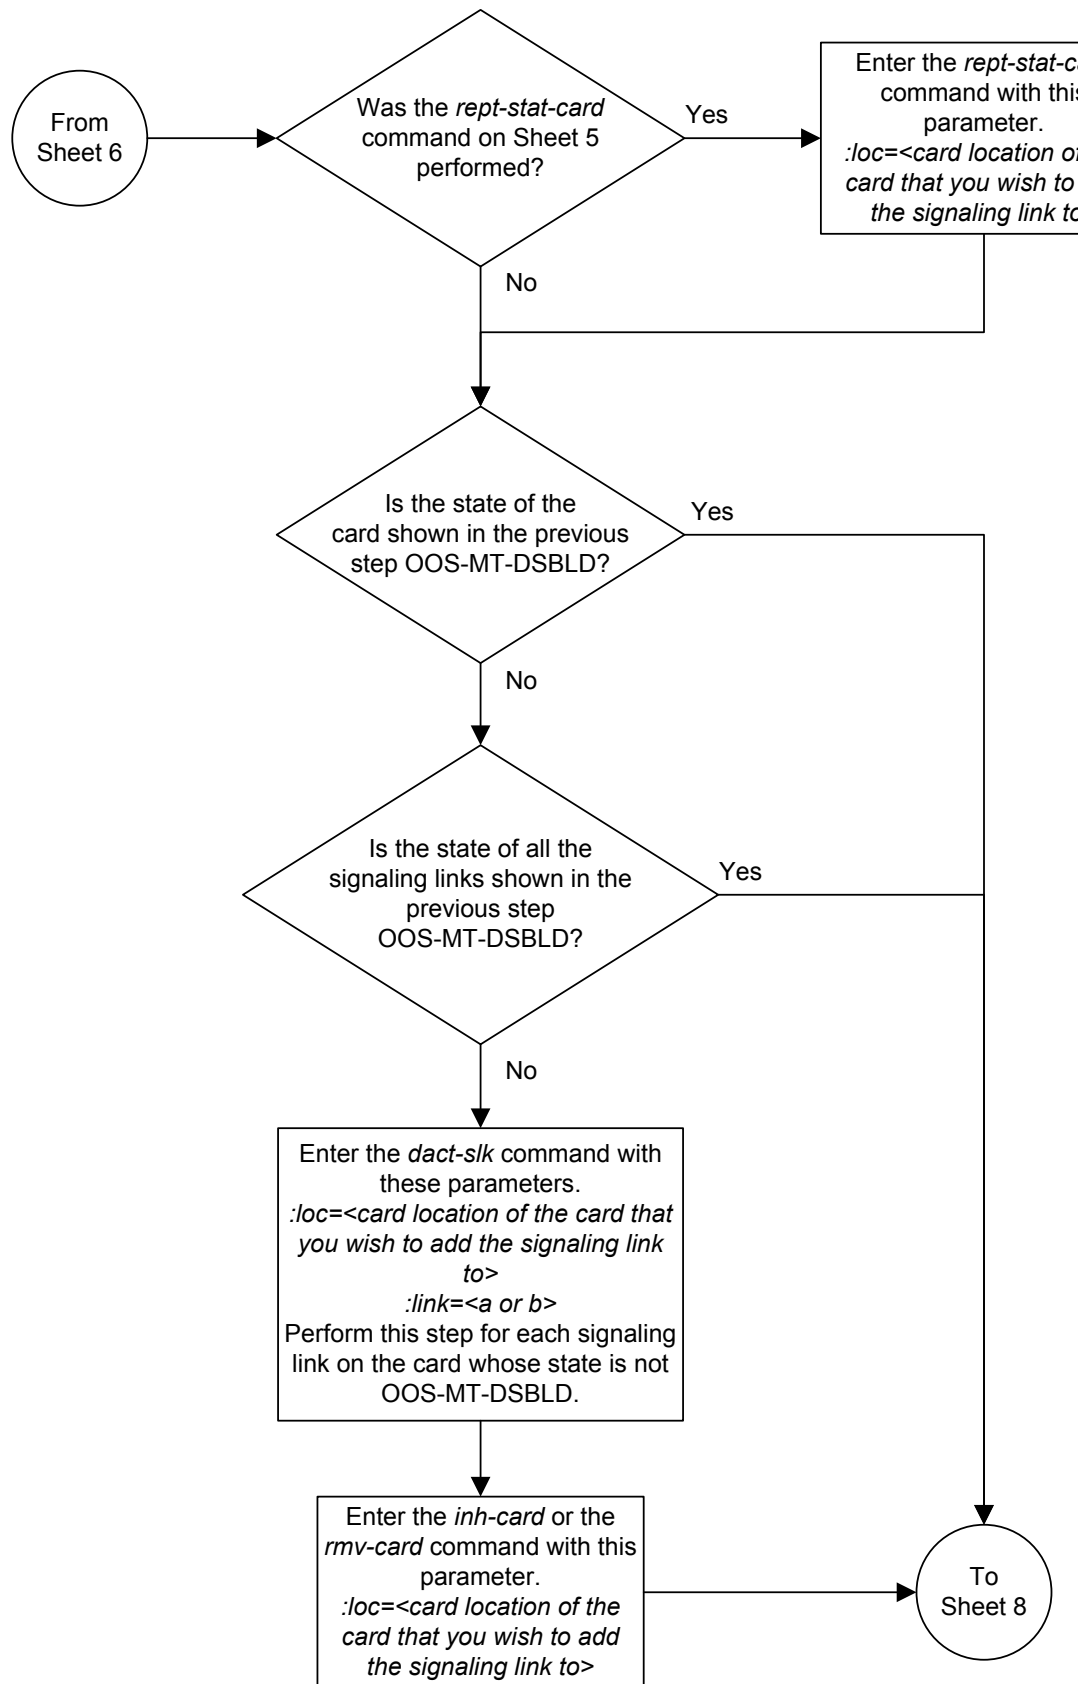 From
Sheet 6
Was the rept-stat-card
command on Sheet 5
performed?
Yes
Enter the rept-stat-
command with this
parameter.
:loc=<card location of
card that you wish to
the signaling link to
No
Is the state of the
card shown in the previous
step OOS-MT-DSBLD?
Yes
No
Is the state of all the
signaling links shown in the
previous step
OOS-MT-DSBLD?
Yes
No
Enter the dact-slk command with
these parameters.
:loc=<card location of the card that
you wish to add the signaling link
to>
:link=<a or b>
Perform this step for each signaling
link on the card whose state is not
OOS-MT-DSBLD.
Enter the inh-card or the
rmv-card command with this
parameter.
:loc=<card location of the
card that you wish to add
the signaling link to>
To
Sheet 8